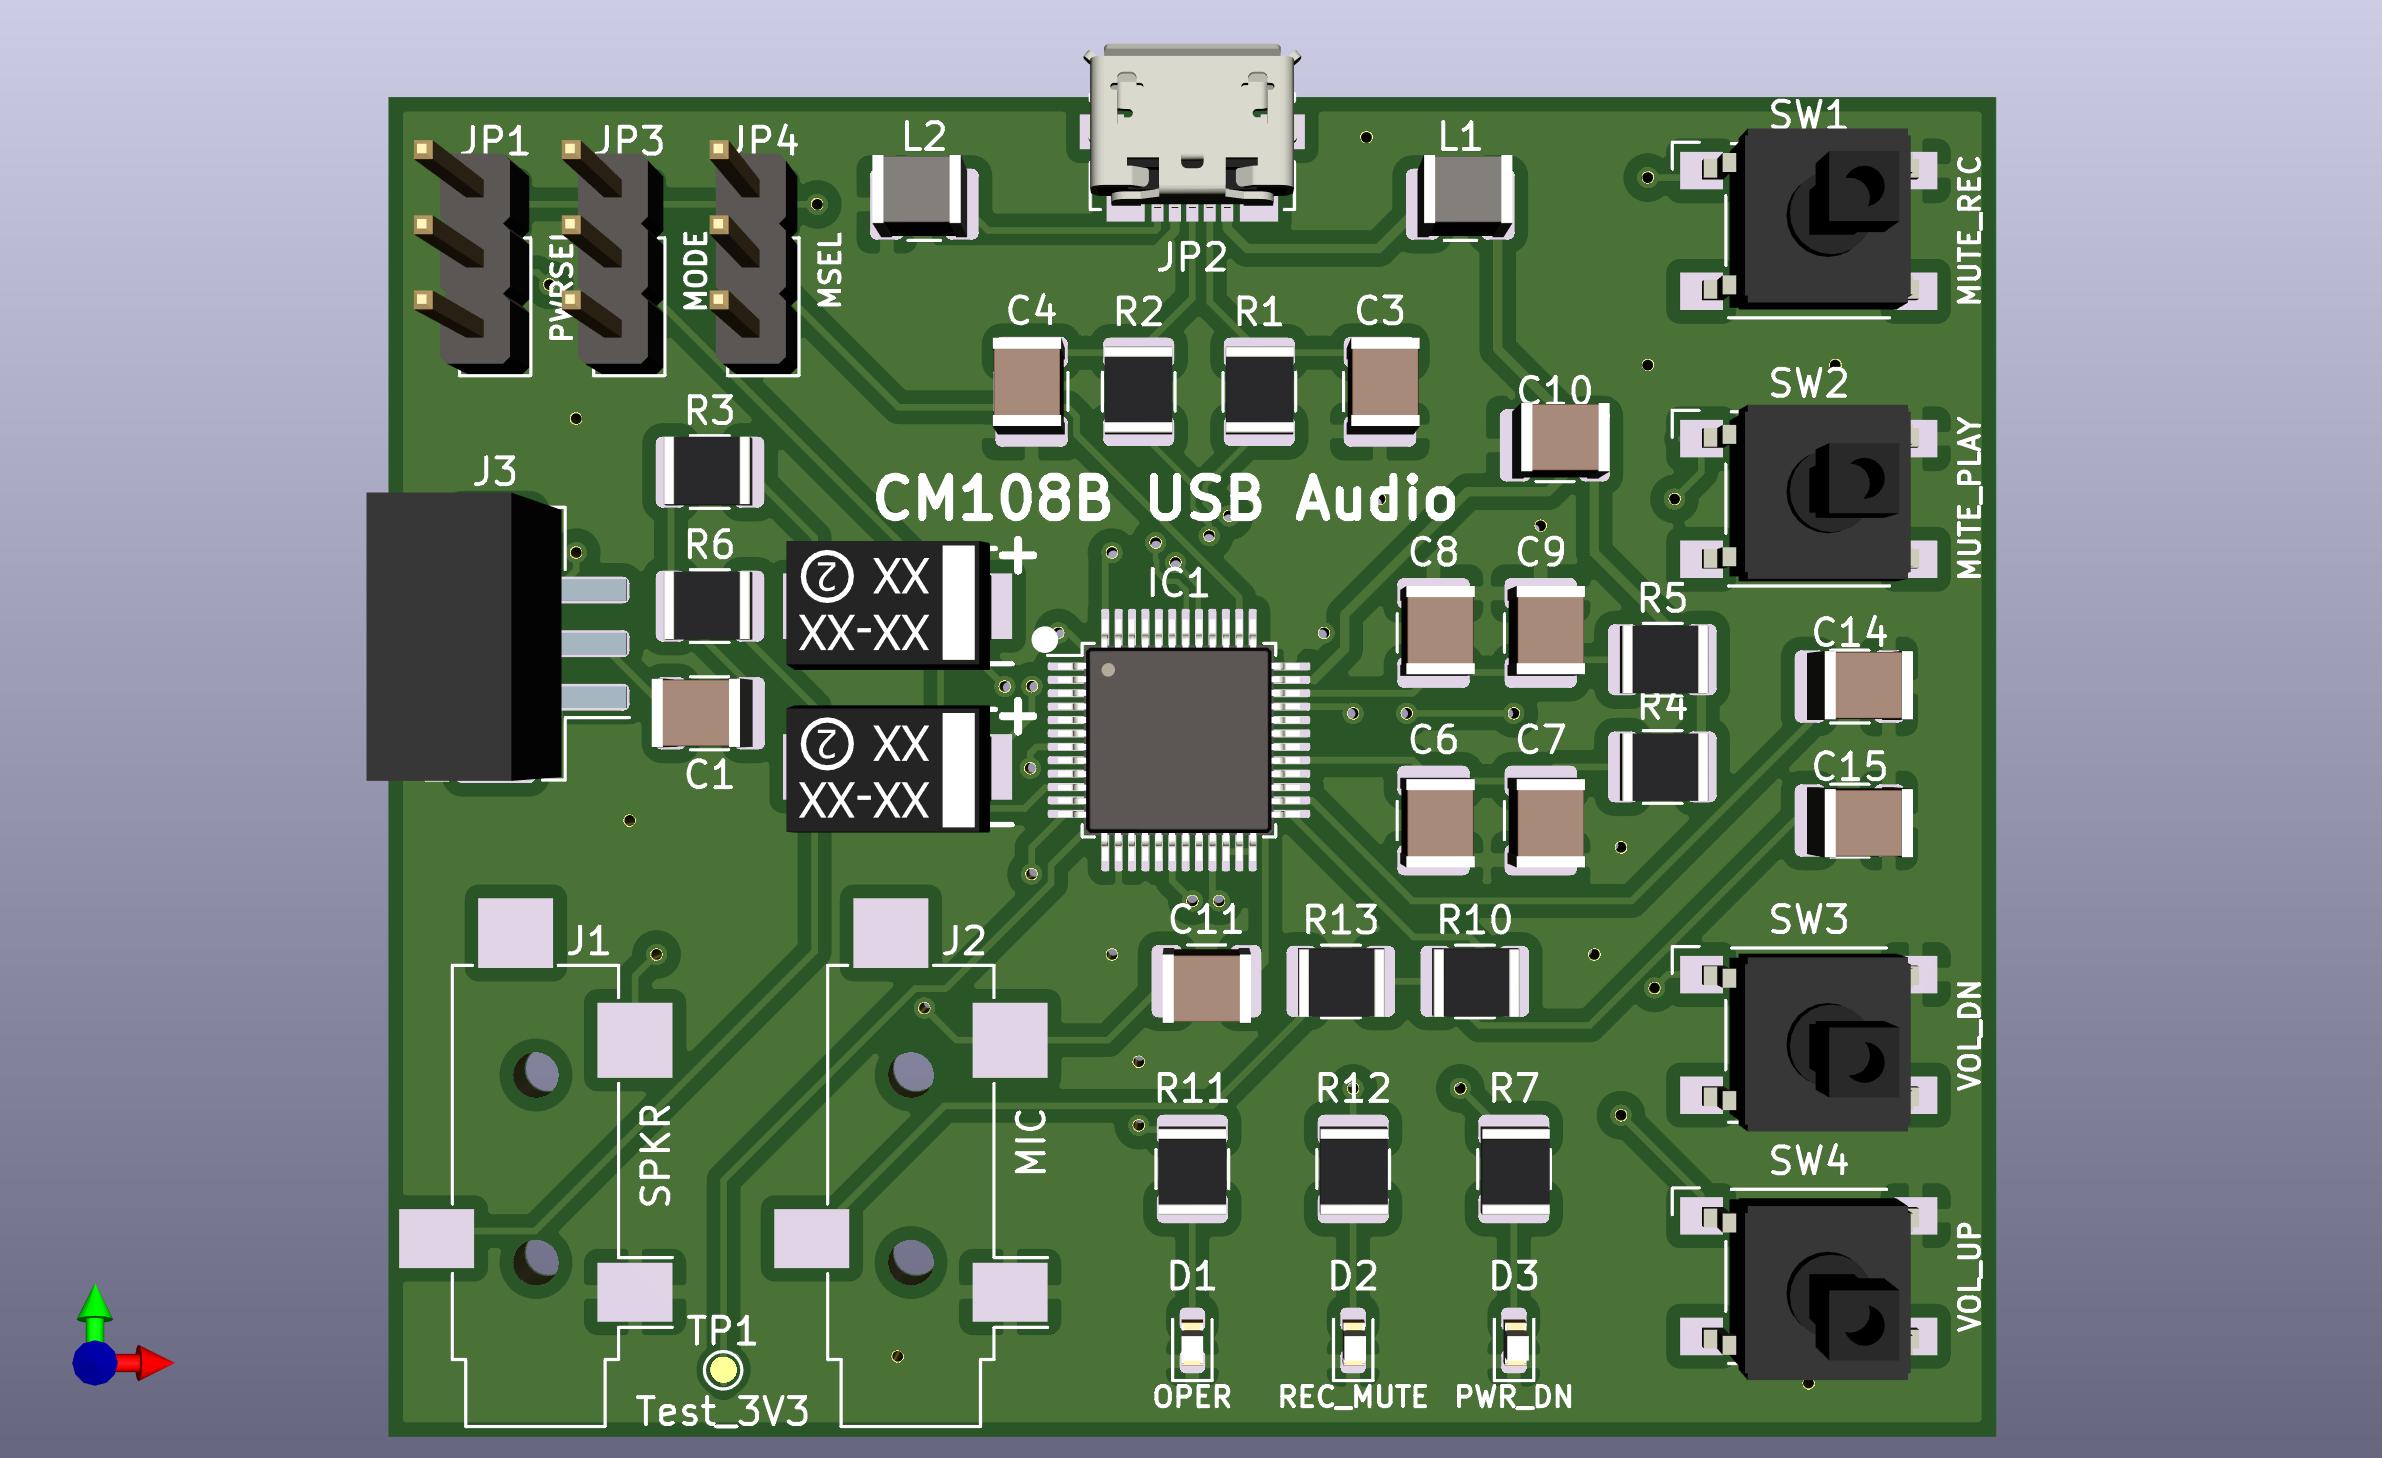 SW1
JP1 JP3 JP4
L2
L1
MUTE_REC
PWRSEL
MODE
MSEL
JP2
C4 R2 R1 C3
SW2
C10
R3
MUTE_PLAY
J3
CM108B USB Audio
R6
C8 C9
2 XX
XX-XX
+
IC1
R5
C14
R4
+
2 XX
XX-XX
C6 C7
C15
C1
C11 R13 R10 SW3
J1 J2
VOL_DN
R11 R12 R7
SPKR
MIC
SW4
VOL_UP
D1 D2 D3
TP1
Test_3V3
OPER REC_MUTE PWR_DN